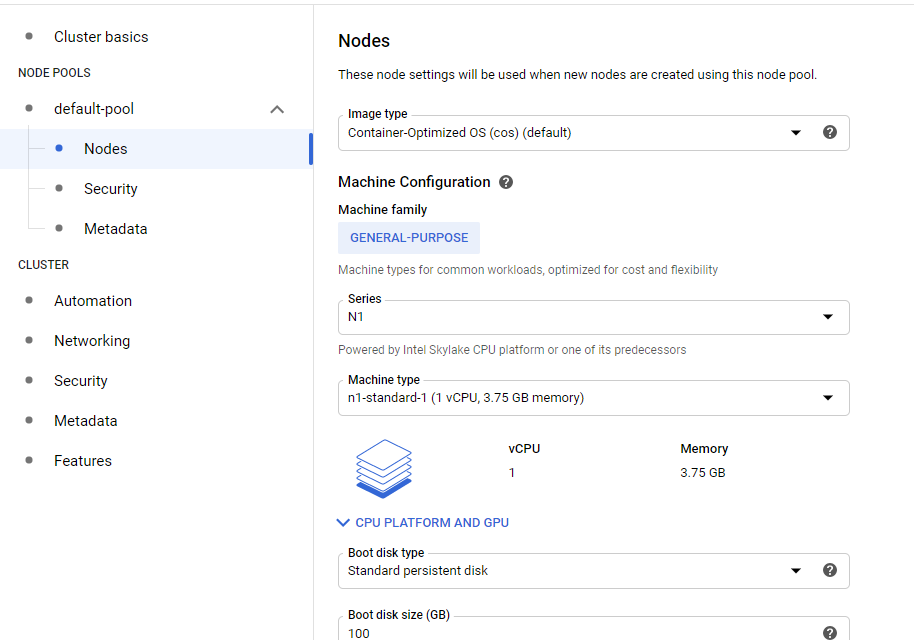 Cluster basics
NODE POOLS
default-pool
Nodes
Security
Metadata
CLUSTER
Automation
Networking
Security
Metadata
Features
Nodes
These node settings will be used when new nodes are created using this node pool.
Image type
Container-Optimized OS (cos) (default)
?
Machine Configuration ?
Machine family
GENERAL-PURPOSE
Machine types for common workloads, optimized for cost and flexibility
Series
N1
Powered by Intel Skylake CPU platform or one of its predecessors
Machine type
n1-standard-1 (1 vCPU, 3.75 GB memory)
vCPU
1
Memory
3.75 GB
CPU PLATFORM AND GPU
Boot disk type
Standard persistent disk
?
Boot disk size (GB)
100
?